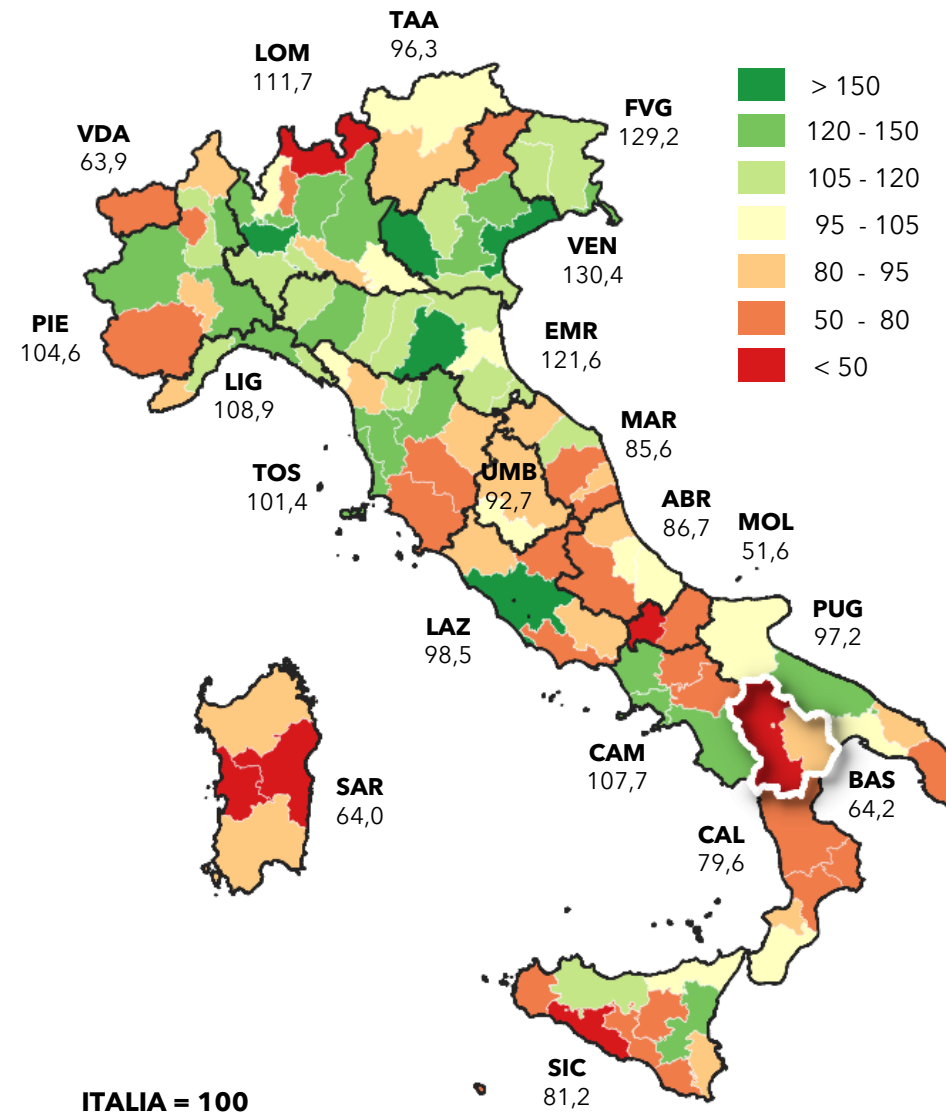 TAA
96,3
LOM
111,7
> 150
FVG
129,2
120 - 150
VDA
63,9
105 - 120
95 - 105
VEN
130,4
80 - 95
PIE
104,6
50 - 80
EMR
121,6
< 50
LIG
108,9
MAR
85,6
TOS
101,4
UMB
92,7
ABR
86,7
MOL
51,6
PUG
97,2
LAZ
98,5
CAM
107,7
BAS
64,2
SAR
64,0
CAL
79,6
SIC
81,2
ITALIA = 100